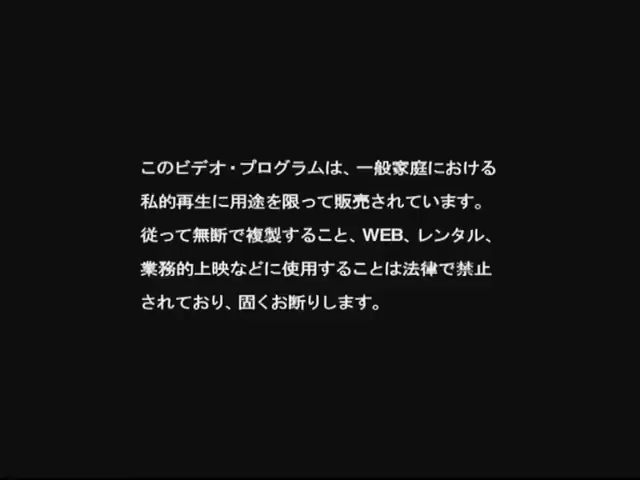 このビデオ・プログラムは、一般家庭における
私的再生に用途を限って販売されています。
従って無断で複製すること、WEB、レンタル、
業務的上映などに使用することは法律で禁止
されており、固くお断りします。